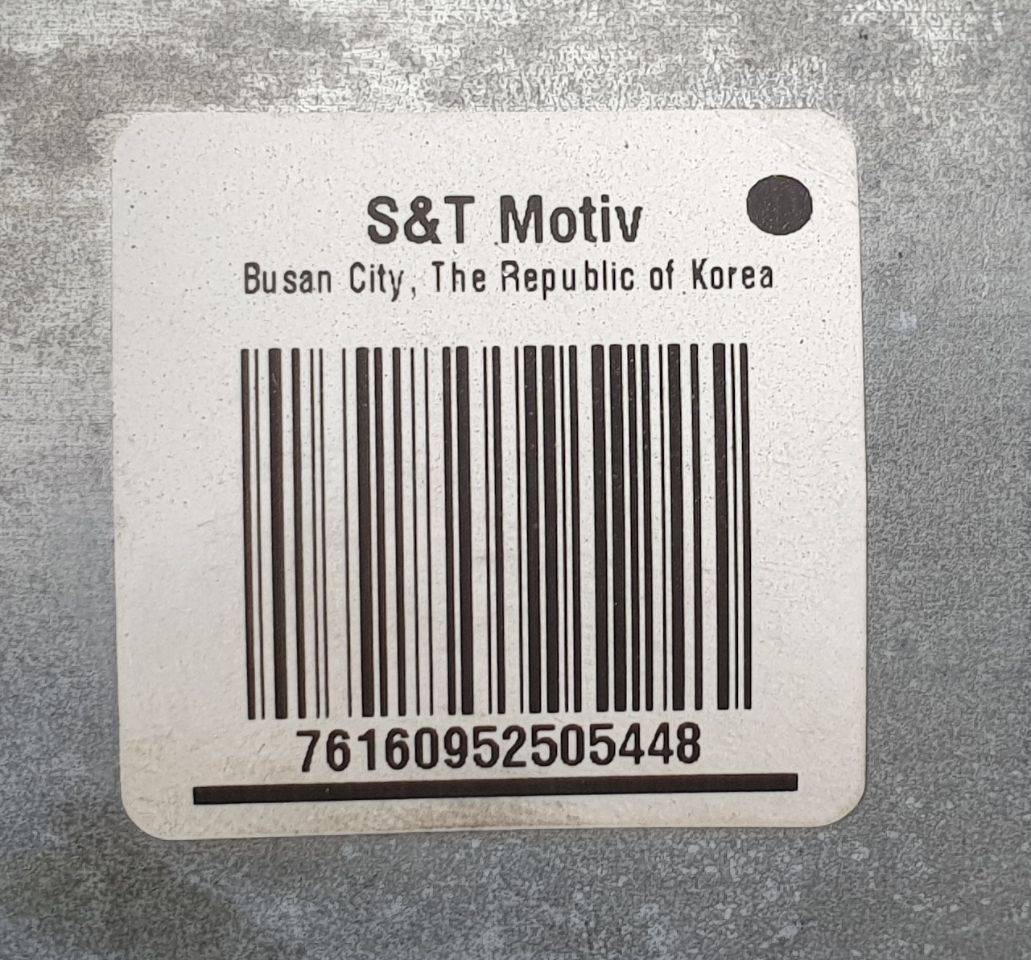 S&T Motiv
Busan City, The Republic of Korea
76160952505448